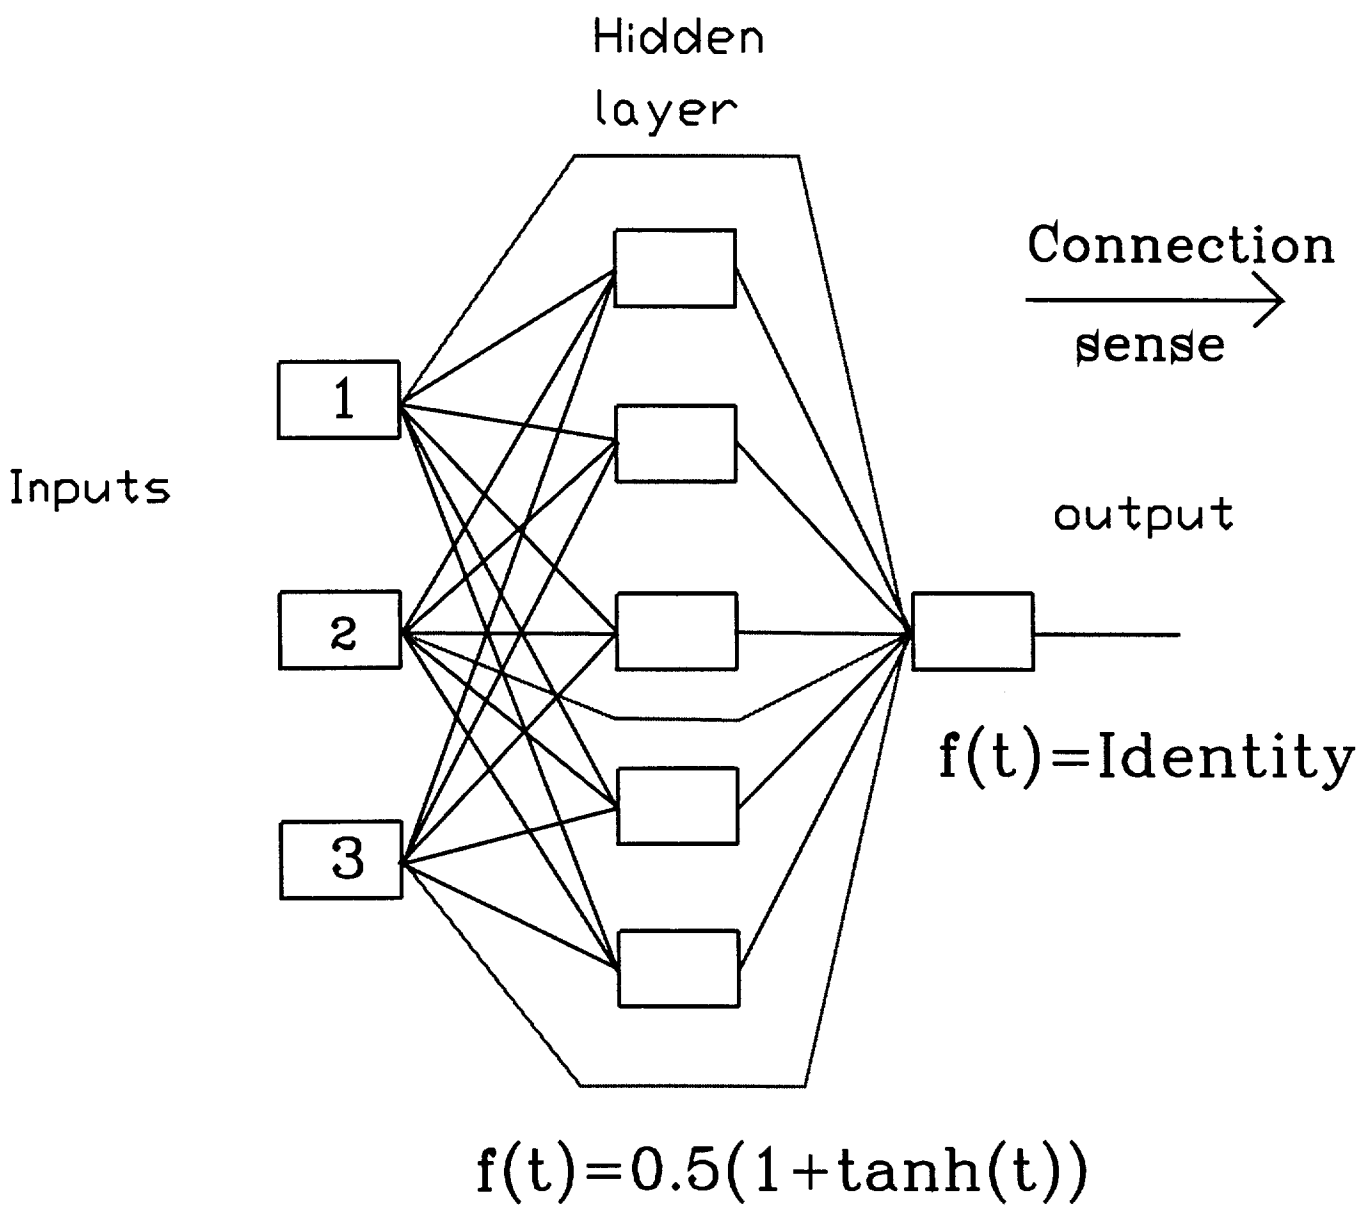 Hidden
layer
Connection
sense
1
Inputs
output
2
f(t)=Identity
3
f(t)=0.5(1+tanh(t))